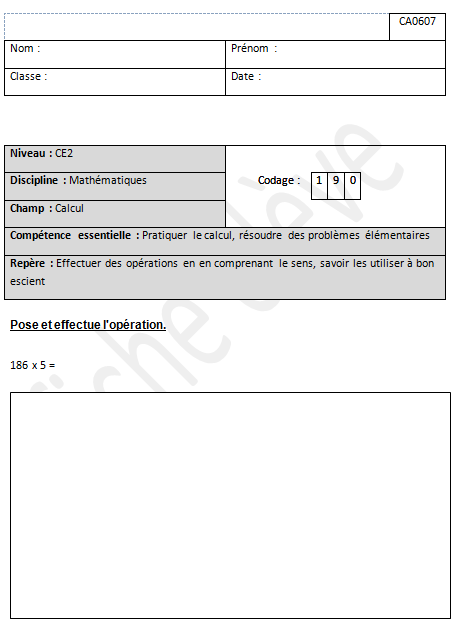 CA0607
Nom :
Prénom :
Classe :
Date :
Niveau : CE2
Discipline : Mathématiques
Codage : 1 9 0
Champ : Calcul
Compétence essentielle : Pratiquer le calcul, résoudre des problèmes élémentaires
Repère : Effectuer des opérations en en comprenant le sens, savoir les utiliser à bon
escient
Pose et effectue l'opération.
186 x 5 =
fiche élève